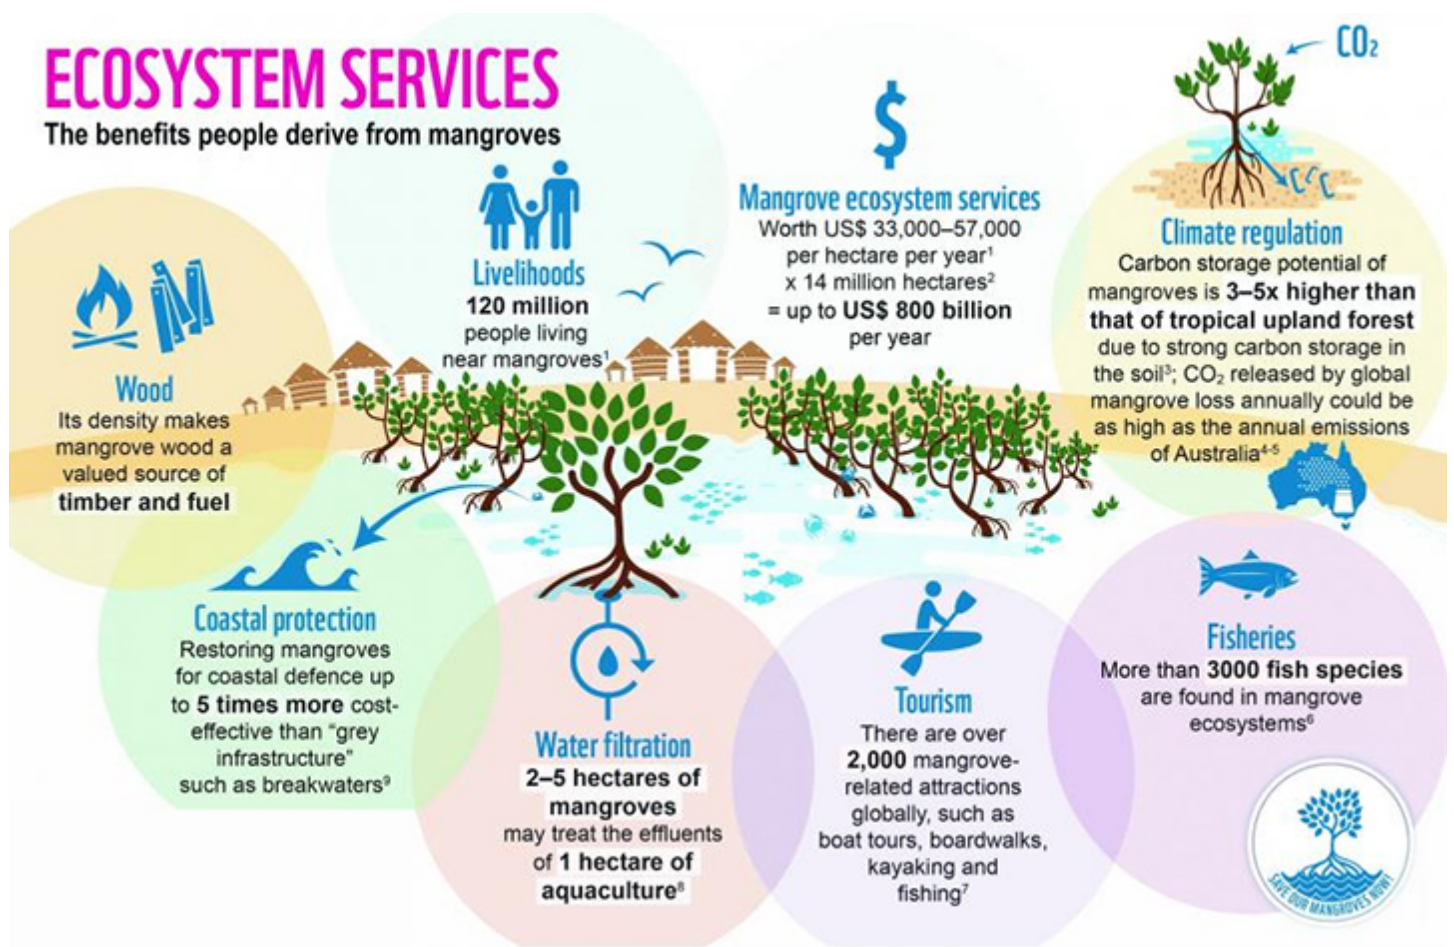 ECOSYSTEM SERVICES
The benefits people derive from mangroves
Livelihoods
120 million
people living
near mangroves¹
$
Mangrove ecosystem services
Worth US$ 33,000–57,000
per hectare per year¹
x 14 million hectares²
= up to US$ 800 billion
per year
CO₂
C C C
Climate regulation
Carbon storage potential of
mangroves is 3–5x higher than
that of tropical upland forest
due to strong carbon storage in
the soil³; CO₂ released by global
mangrove loss annually could be
as high as the annual emissions
of Australia⁴⁻⁵
Wood
Its density makes
mangrove wood a
valued source of
timber and fuel
Coastal protection
Restoring mangroves
for coastal defence up
to 5 times more cost-
effective than “grey
infrastructure”
such as breakwaters⁹
Water filtration
2–5 hectares of
mangroves
may treat the effluents
of 1 hectare of
aquaculture⁸
Tourism
There are over
2,000 mangrove-
related attractions
globally, such as
boat tours, boardwalks,
kayaking and
fishing⁷
Fisheries
More than 3000 fish species
are found in mangrove
ecosystems⁶
SAVE OUR MANGROVES NOW!